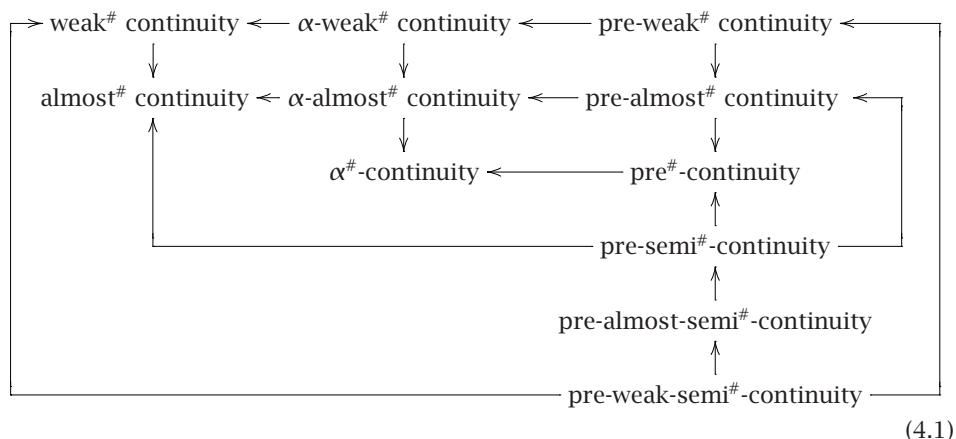 weak# continuity α-weak# continuity pre-weak# continuity
almost# continuity α-almost# continuity pre-almost# continuity
α#-continuity pre#-continuity
pre-semi#-continuity
pre-almost-semi#-continuity
pre-weak-semi#-continuity
(4.1)